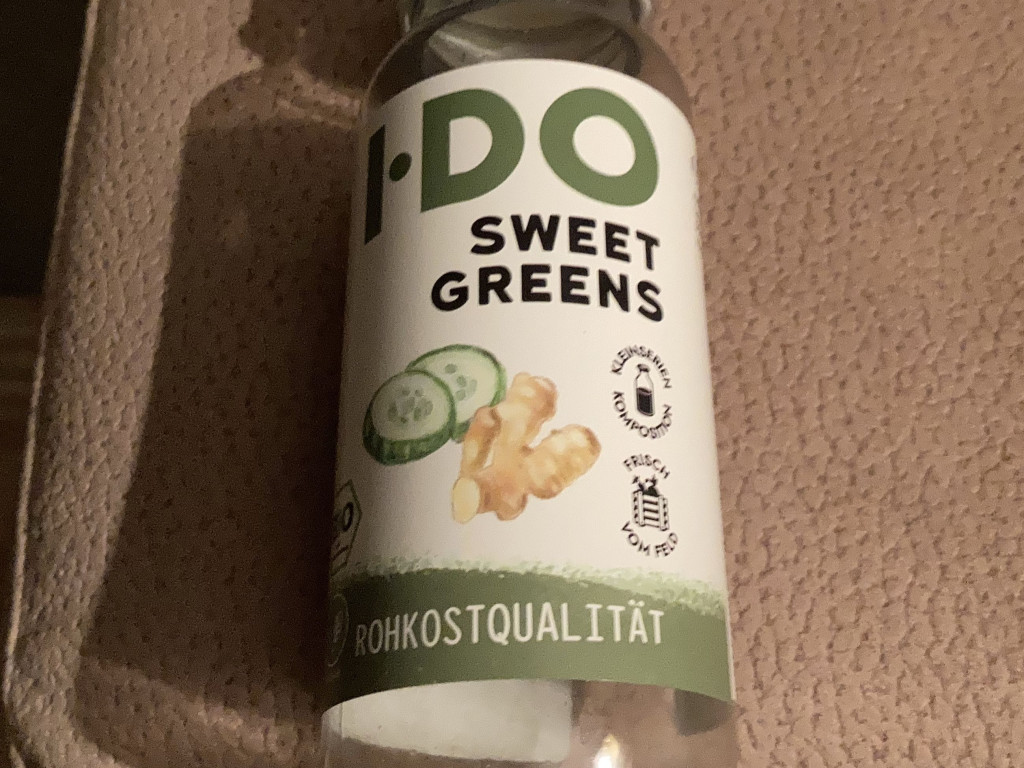 I·DO
SWEET
GREENS
KLEINSERIEN
KOMPOSITION
FRISCH
VOM FELD
ROHKOSTQUALITÄT